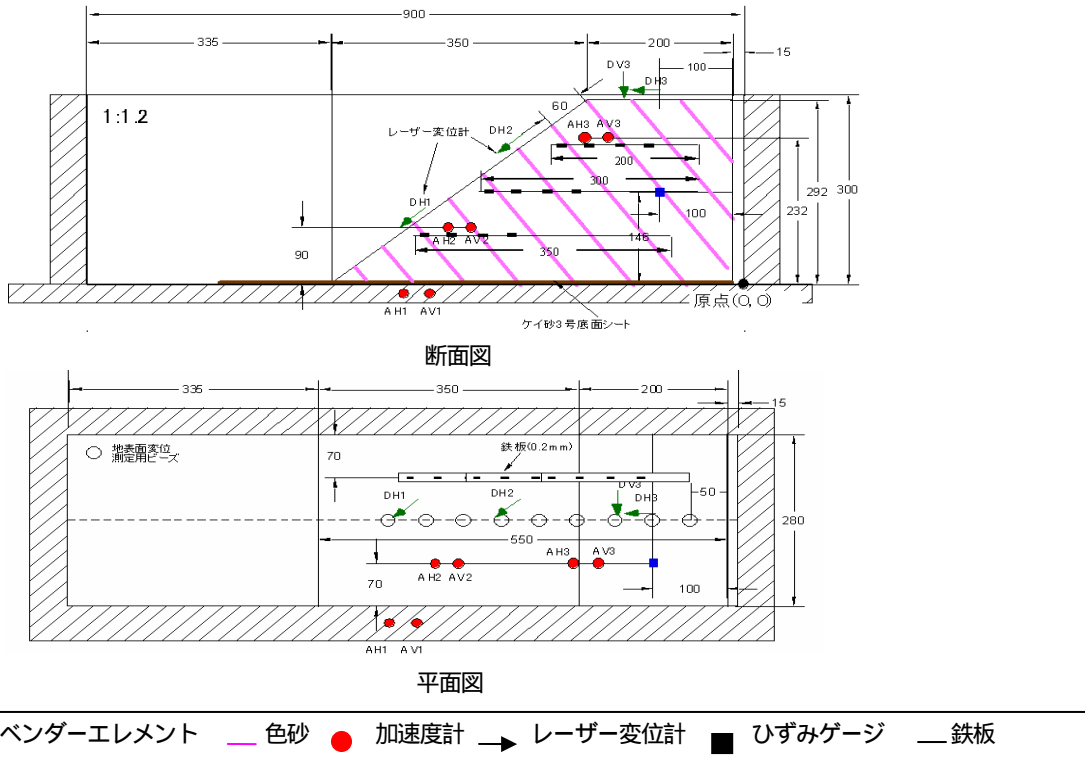 900
335
350
200
15
100
DV3
DH3
1:1.2
60
AH3 AV3
レーザー変位計
DH2
200
300
DH1
100
292
300
232
AH2 AV2
146
350
90
原点(0,0)
AH1 AV1
ケイ砂3号底面シート
断面図
335
350
200
15
地表面変位
測定用ビーズ
70
鉄板(0.2mm)
DH1
DH2
DV3
DH3
50
280
550
AH3 AV3
AH2 AV2
70
100
AH1 AV1
平面図
ベンダーエレメント 色砂 加速度計 レーザー変位計 ひずみゲージ 鉄板